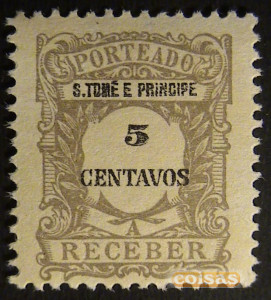 PORTEADO
S. TOMÉ E PRINCIPE
5
CENTAVOS
A
RECEBER
coisas